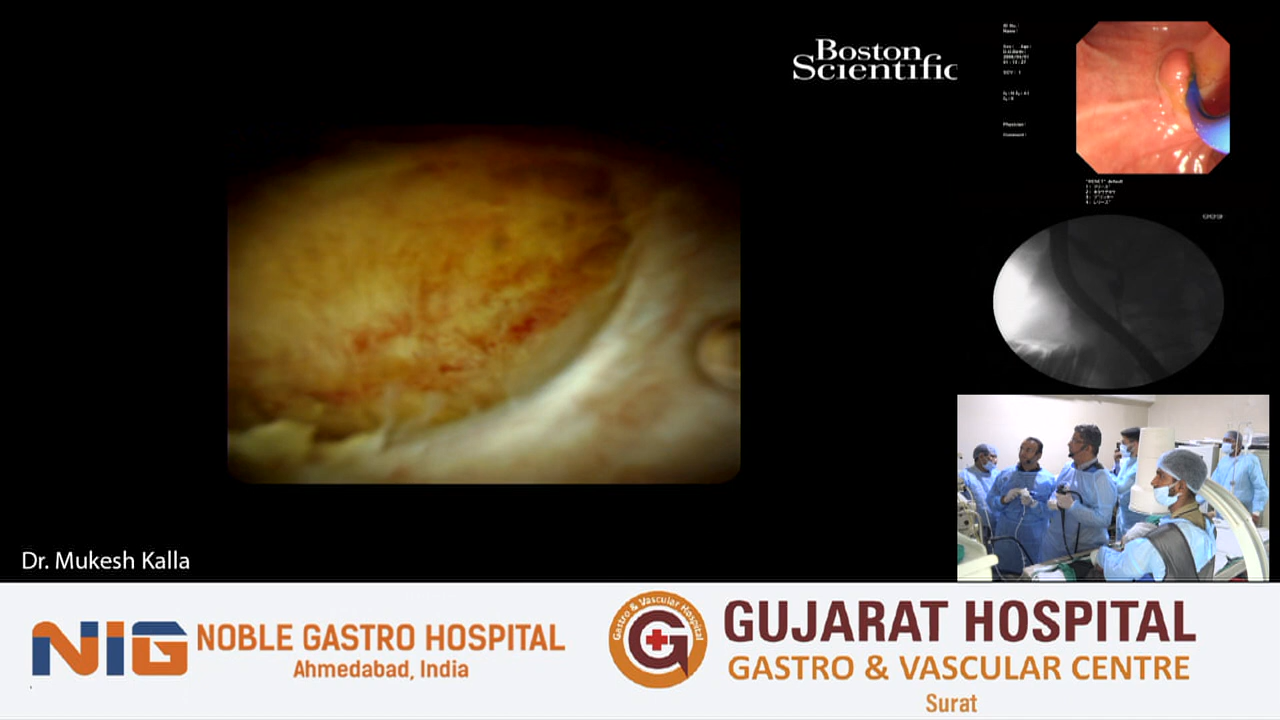 Boston
Scientific
Dr. Mukesh Kalla
NIG
NOBLE GASTRO HOSPITAL
Ahmedabad, India
Gastro & Vascular Hospital
G
GUJARAT HOSPITAL
GASTRO & VASCULAR CENTRE
Surat